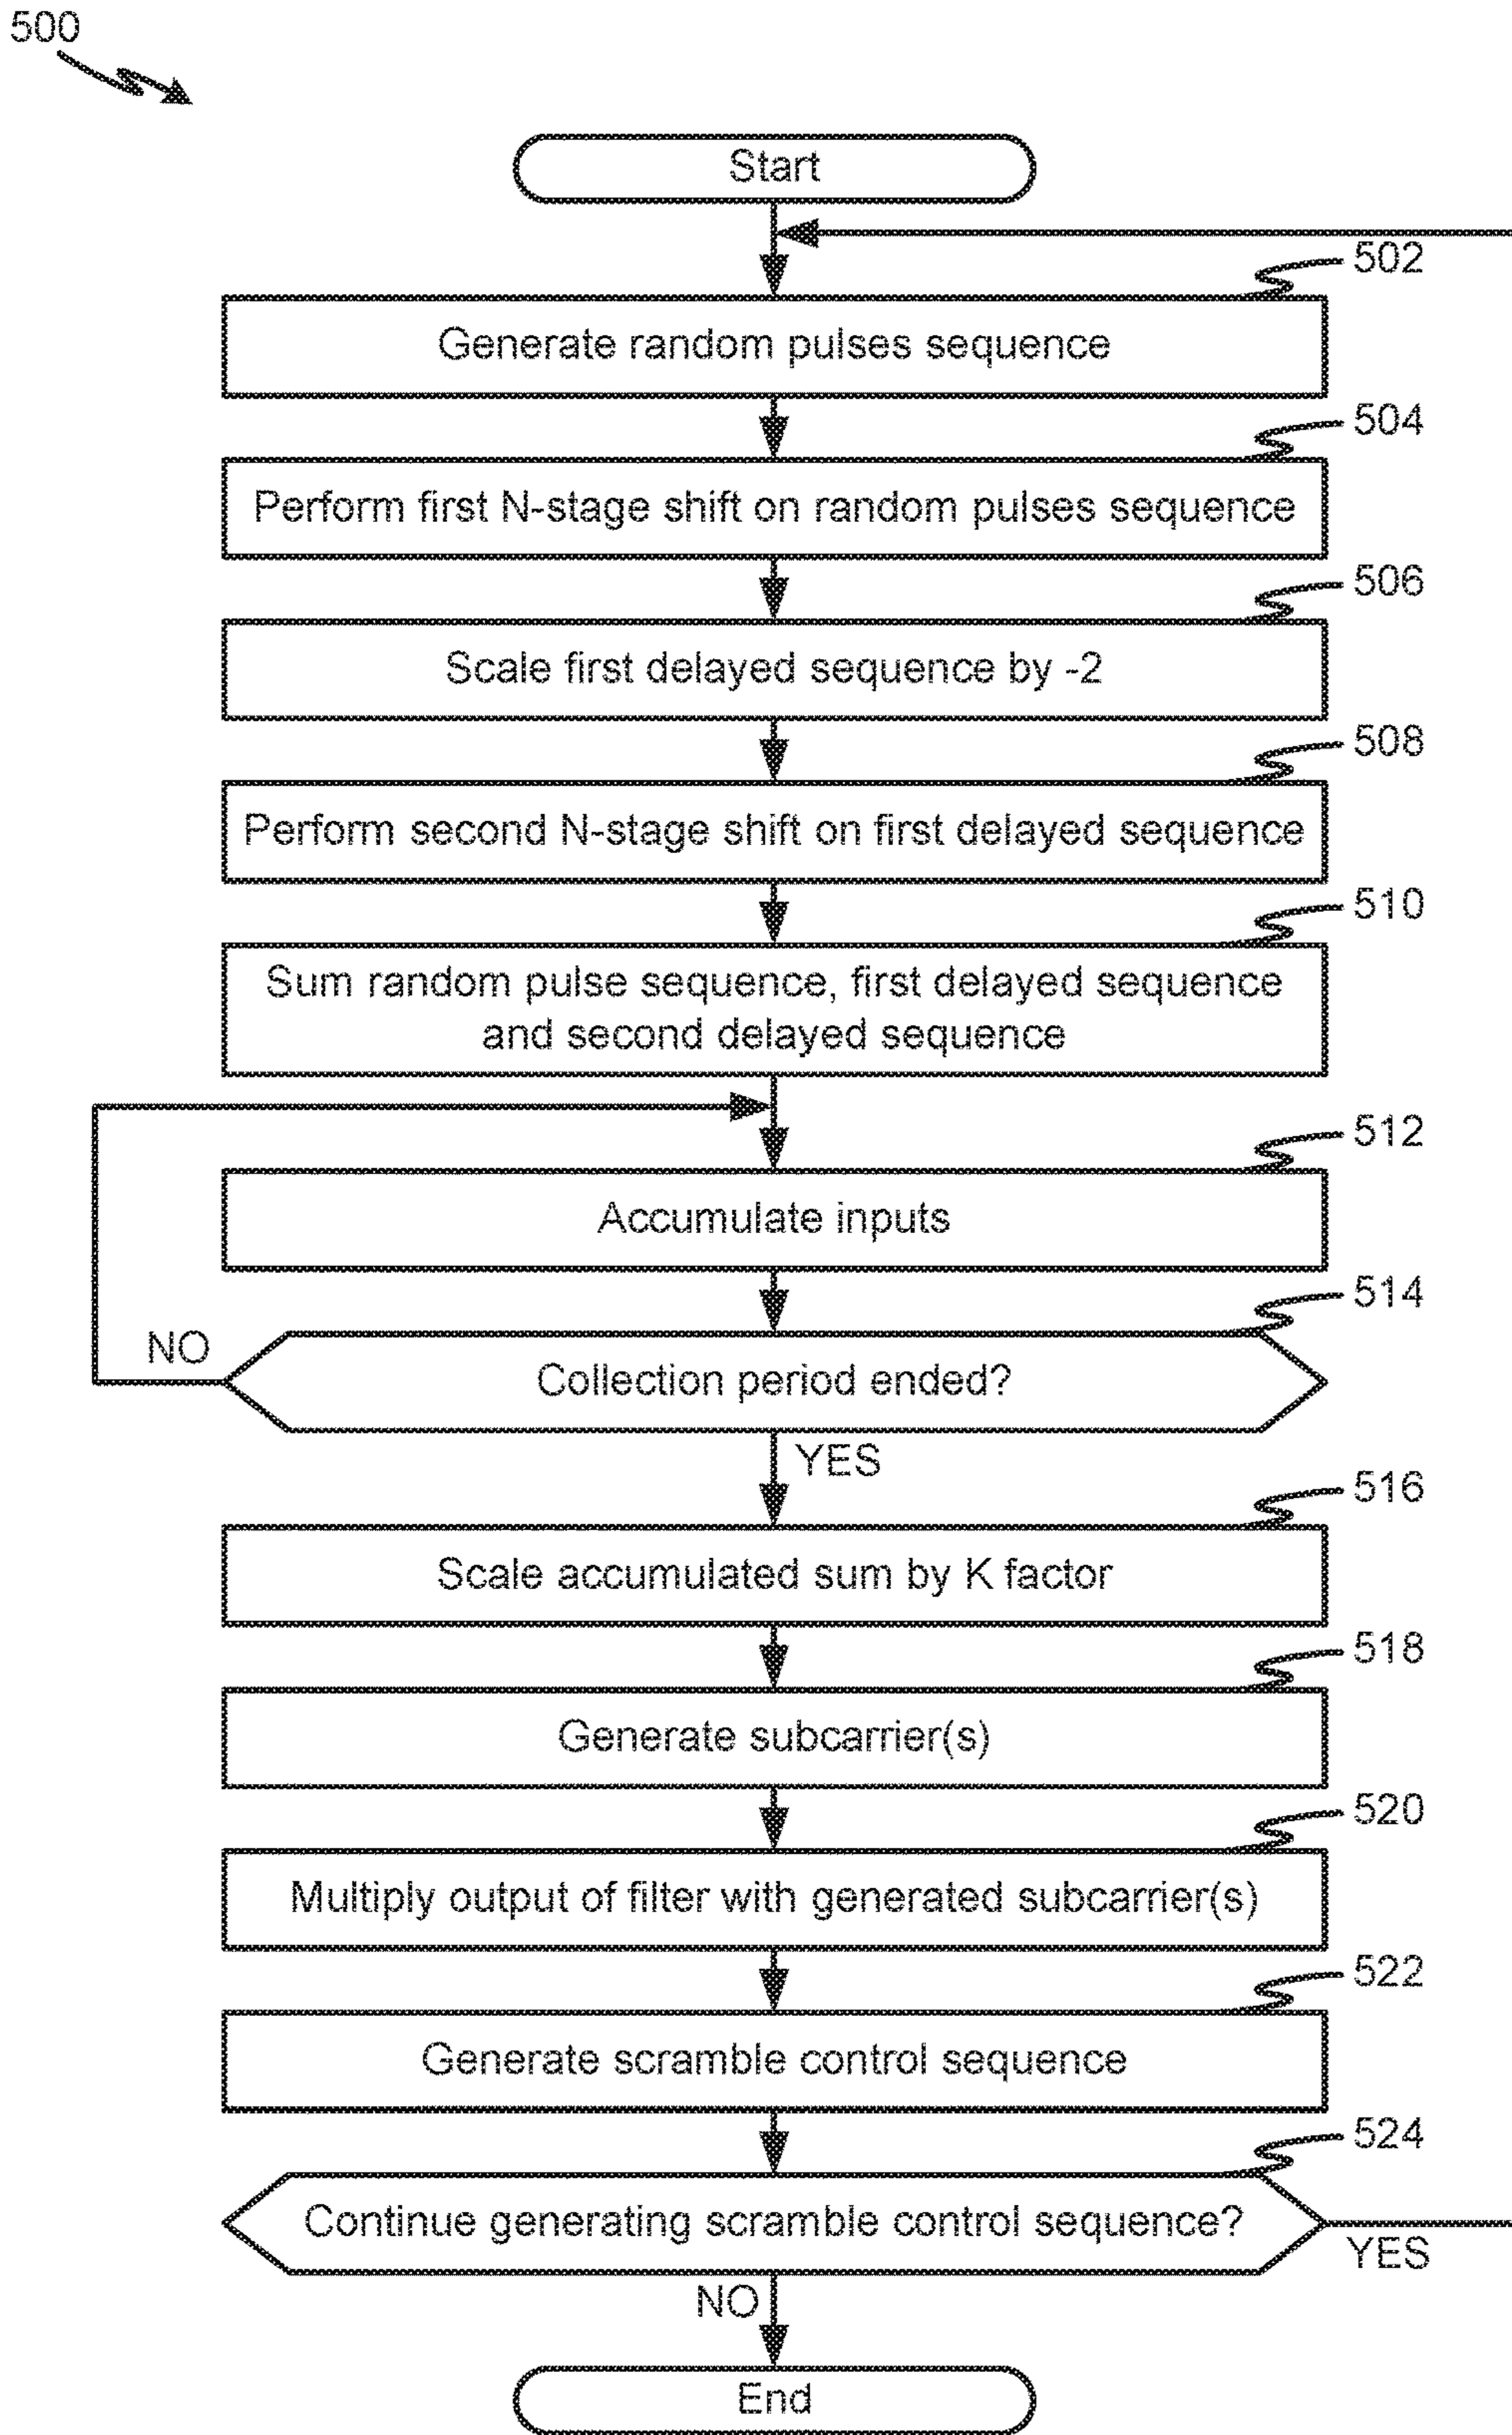 500
Start
502
Generate random pulses sequence
504
Perform first N-stage shift on random pulses sequence
506
Scale first delayed sequence by -2
508
Perform second N-stage shift on first delayed sequence
510
Sum random pulse sequence, first delayed sequence
and second delayed sequence
512
Accumulate inputs
514
NO
Collection period ended?
YES
516
Scale accumulated sum by K factor
518
Generate subcarrier(s)
520
Multiply output of filter with generated subcarrier(s)
522
Generate scramble control sequence
524
Continue generating scramble control sequence?
YES
NO
End